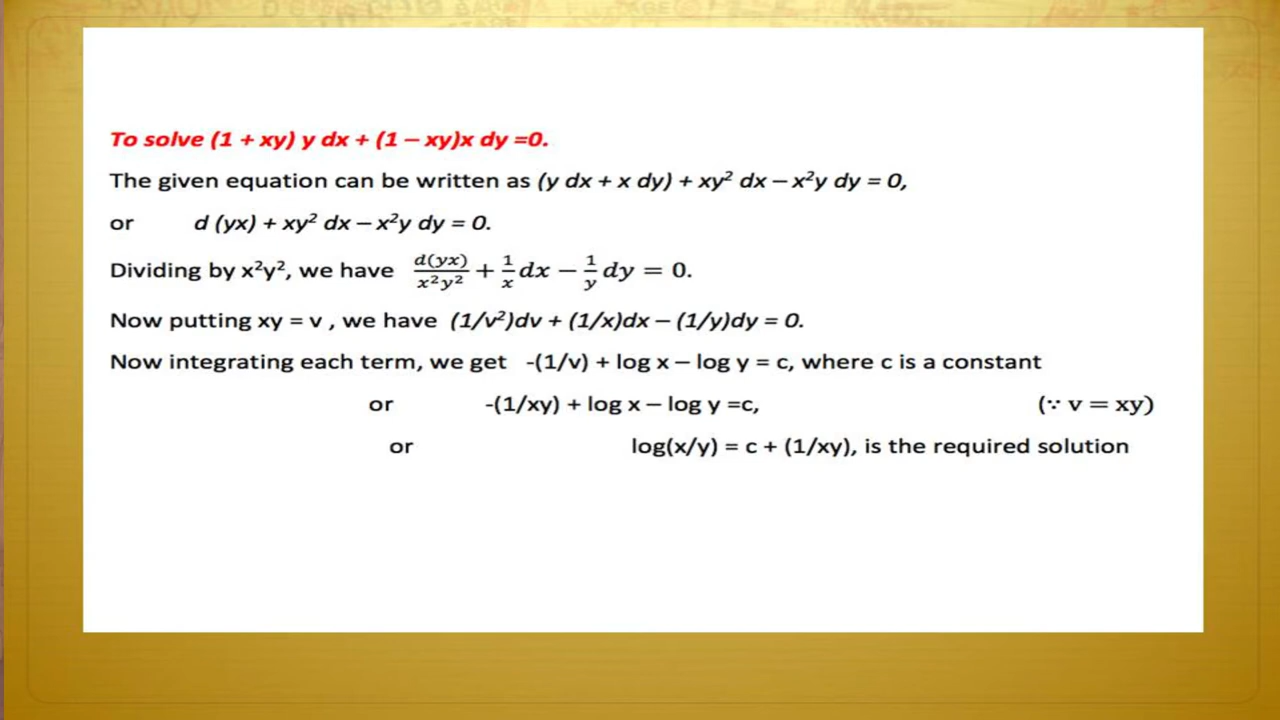 To solve (1 + xy) y dx + (1 – xy)x dy =0.
The given equation can be written as (y dx + x dy) + xy² dx – x²y dy = 0,
or d (yx) + xy² dx – x²y dy = 0.
Dividing by x²y², we have d(yx)/x²y² + 1/x dx − 1/y dy = 0.
Now putting xy = v , we have (1/v²)dv + (1/x)dx – (1/y)dy = 0.
Now integrating each term, we get -(1/v) + log x – log y = c, where c is a constant
or -(1/xy) + log x – log y =c, (∵ v = xy)
or log(x/y) = c + (1/xy), is the required solution